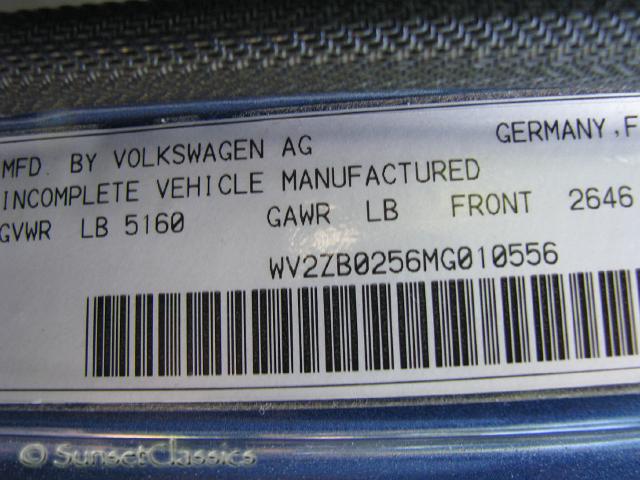 MFD. BY VOLKSWAGEN AG GERMANY,F
INCOMPLETE VEHICLE MANUFACTURED
GVWR LB 5160 GAWR LB FRONT 2646
WV2ZB0256MG010556
© SunsetClassics